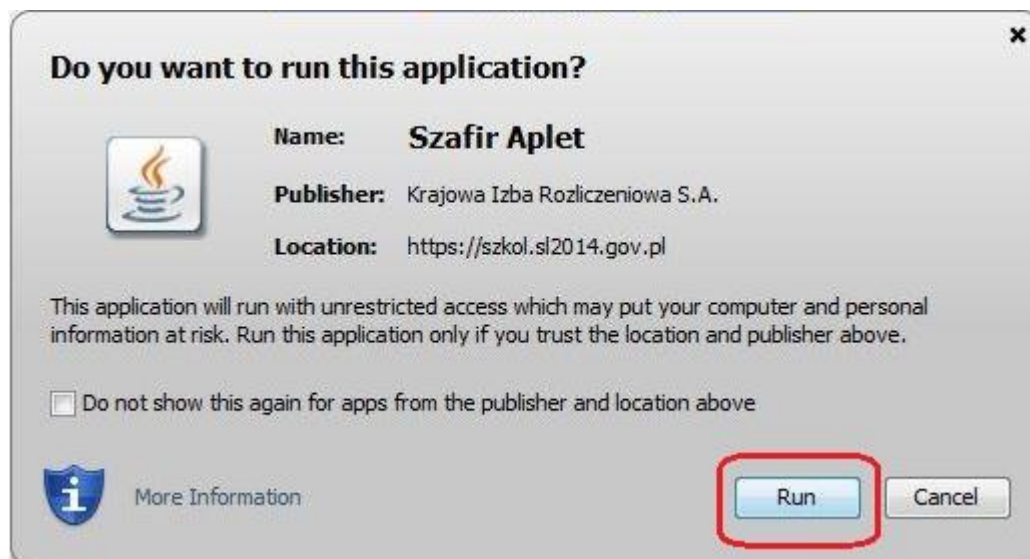 Do you want to run this application?
Name: Szafir Aplet
Publisher: Krajowa Izba Rozliczeniowa S.A.
Location: https://szkol.sl2014.gov.pl
This application will run with unrestricted access which may put your computer and personal
information at risk. Run this application only if you trust the location and publisher above.
Do not show this again for apps from the publisher and location above
More Information
Run
Cancel